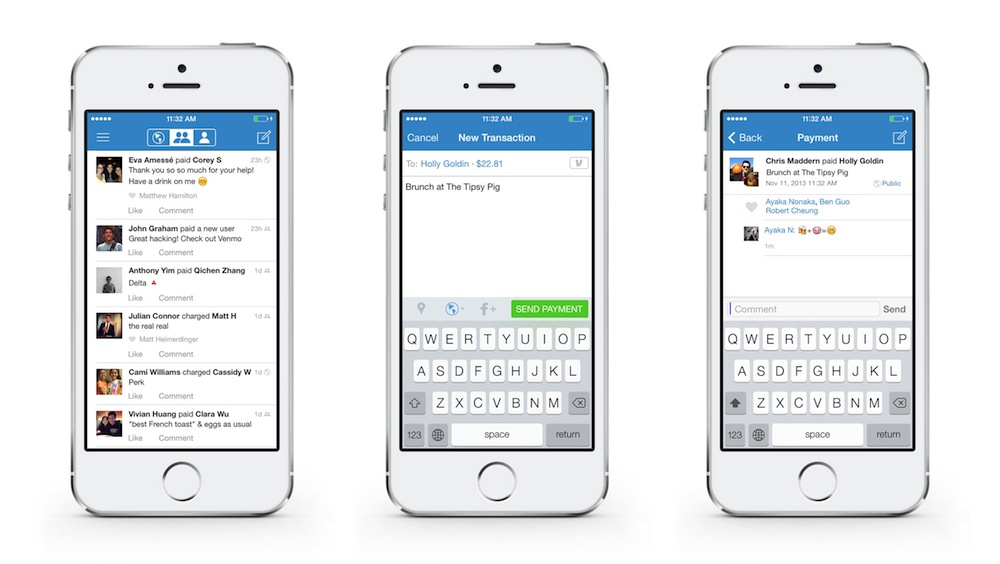 11:32 AM
Eva Amessé paid Corey S 23h
Thank you so so much for your help!
Have a drink on me 😊
Matthew Hamilton
Like Comment
John Graham paid a new user 23h
Great hacking! Check out Venmo
Like Comment
Anthony Yim paid Qichen Zhang 1d
Delta 🔺
Like Comment
Julian Connor charged Matt H 1d
the real real
Matt Heimerdinger
Like Comment
Cami Williams charged Cassidy W 1d
Perk
Like Comment
Vivian Huang paid Clara Wu 1d
*best French toast* & eggs as usual
Like Comment
11:32 AM
Cancel New Transaction
To: Holly Goldin · $22.81
Brunch at The Tipsy Pig
f+ SEND PAYMENT
Q W E R T Y U I O P
A S D F G H J K L
Z X C V B N M
123 space return
11:32 AM
Back Payment
Chris Maddern paid Holly Goldin
Brunch at The Tipsy Pig
Nov 11, 2013 11:32 AM Public
Ayaka Nonaka, Ben Guo
Robert Cheung
Ayaka N: 🍻+🐷=😊
1m
Comment Send
Q W E R T Y U I O P
A S D F G H J K L
Z X C V B N M
123 space return